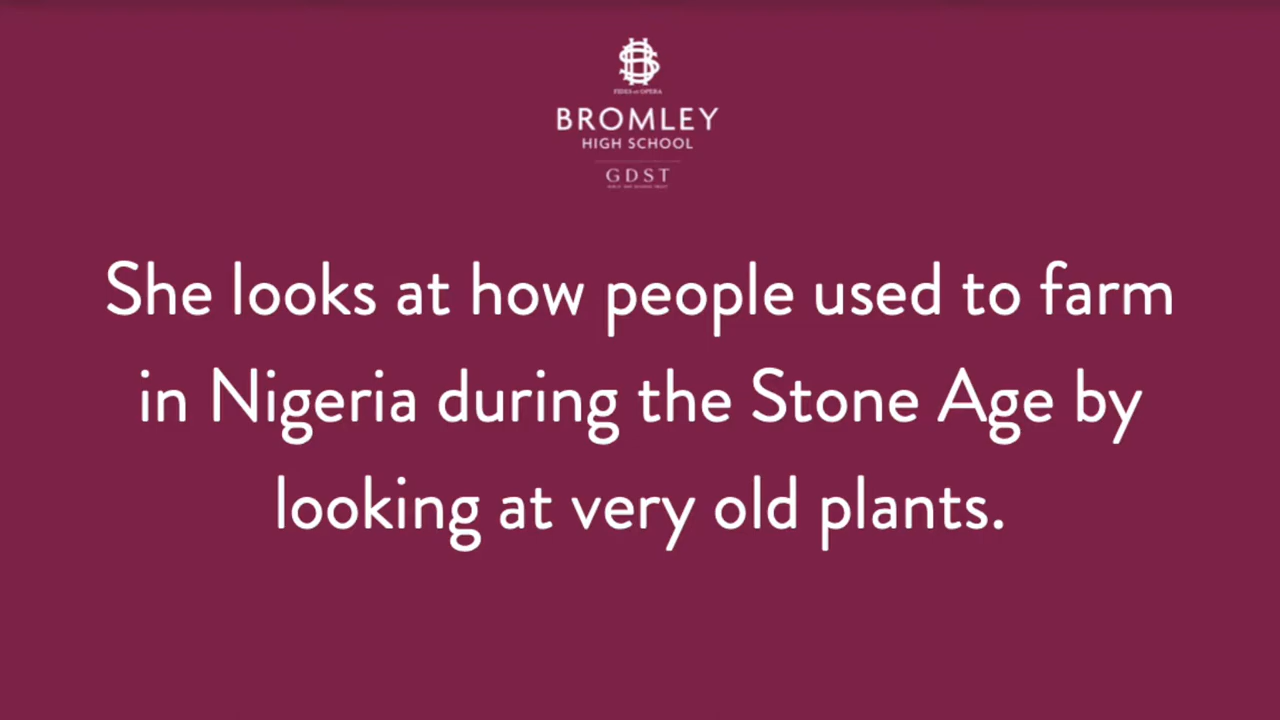 FIDES ET OPERA
BROMLEY
HIGH SCHOOL
GDST
She looks at how people used to farm
in Nigeria during the Stone Age by
looking at very old plants.